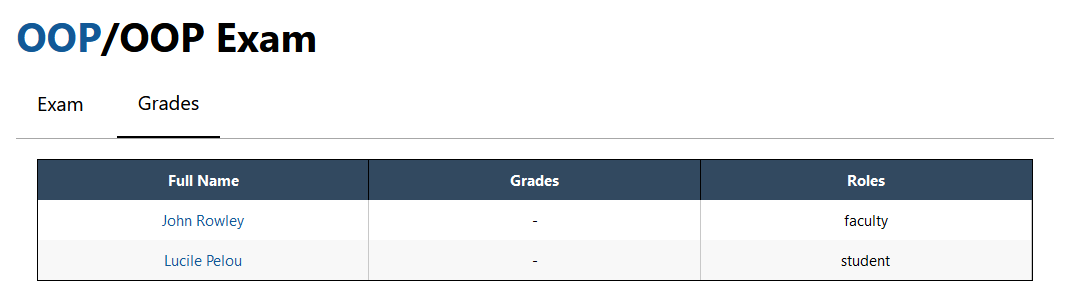 OOP/OOP Exam
Exam Grades
Full Name Grades Roles
John Rowley - faculty
Lucile Pelou - student